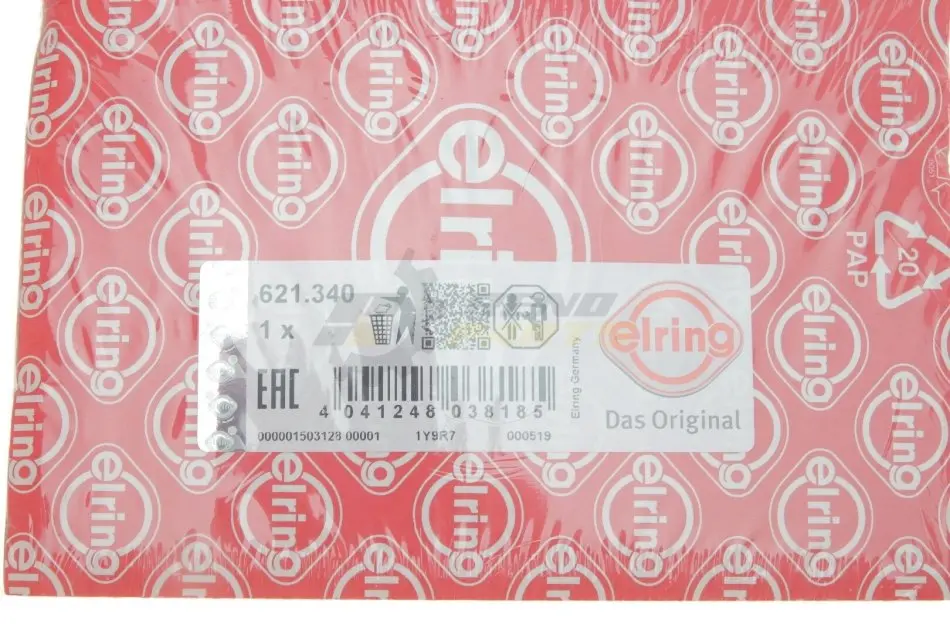 elring
621.340
1 x
EAC
4 041248 038185
Elring Germany
000001503128 00001 1Y9R7 000519
elring
Das Original
20
PAP